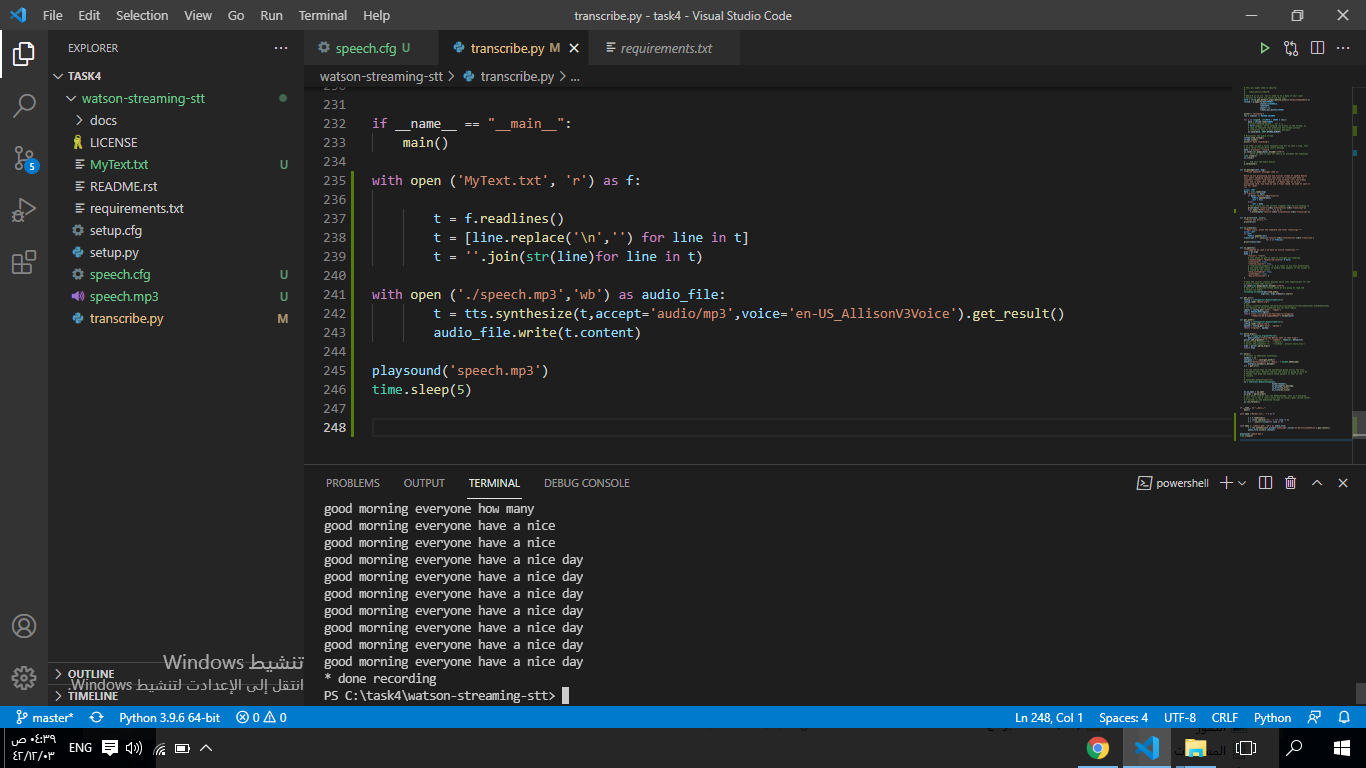 File Edit Selection View Go Run Terminal Help
transcribe.py - task4 - Visual Studio Code
EXPLORER
TASK4
watson-streaming-stt
docs
LICENSE
MyText.txt U
README.rst
requirements.txt
setup.cfg
setup.py
speech.cfg U
speech.mp3 U
transcribe.py M
OUTLINE
TIMELINE
5
speech.cfg U
transcribe.py M
requirements.txt
watson-streaming-stt > transcribe.py > ...
230
231
232 if __name__ == "__main__":
233 main()
234
235 with open ('MyText.txt', 'r') as f:
236
237 t = f.readlines()
238 t = [line.replace('\n','') for line in t]
239 t = ''.join(str(line)for line in t)
240
241 with open ('./speech.mp3','wb') as audio_file:
242 t = tts.synthesize(t,accept='audio/mp3',voice='en-US_AllisonV3Voice').get_result()
243 audio_file.write(t.content)
244
245 playsound('speech.mp3')
246 time.sleep(5)
247
248
PROBLEMS OUTPUT TERMINAL DEBUG CONSOLE
powershell
good morning everyone how many
good morning everyone have a nice
good morning everyone have a nice
good morning everyone have a nice day
good morning everyone have a nice day
good morning everyone have a nice day
good morning everyone have a nice day
good morning everyone have a nice day
good morning everyone have a nice day
good morning everyone have a nice day
* done recording
PS C:\task4\watson-streaming-stt>
تنشيط Windows
انتقل إلى الإعدادت لتنشيط Windows.
master* Python 3.9.6 64-bit 0 0
Ln 248, Col 1 Spaces: 4 UTF-8 CRLF Python
٠٤:٣٩ ص
٤٢/١٢/٠٣
ENG